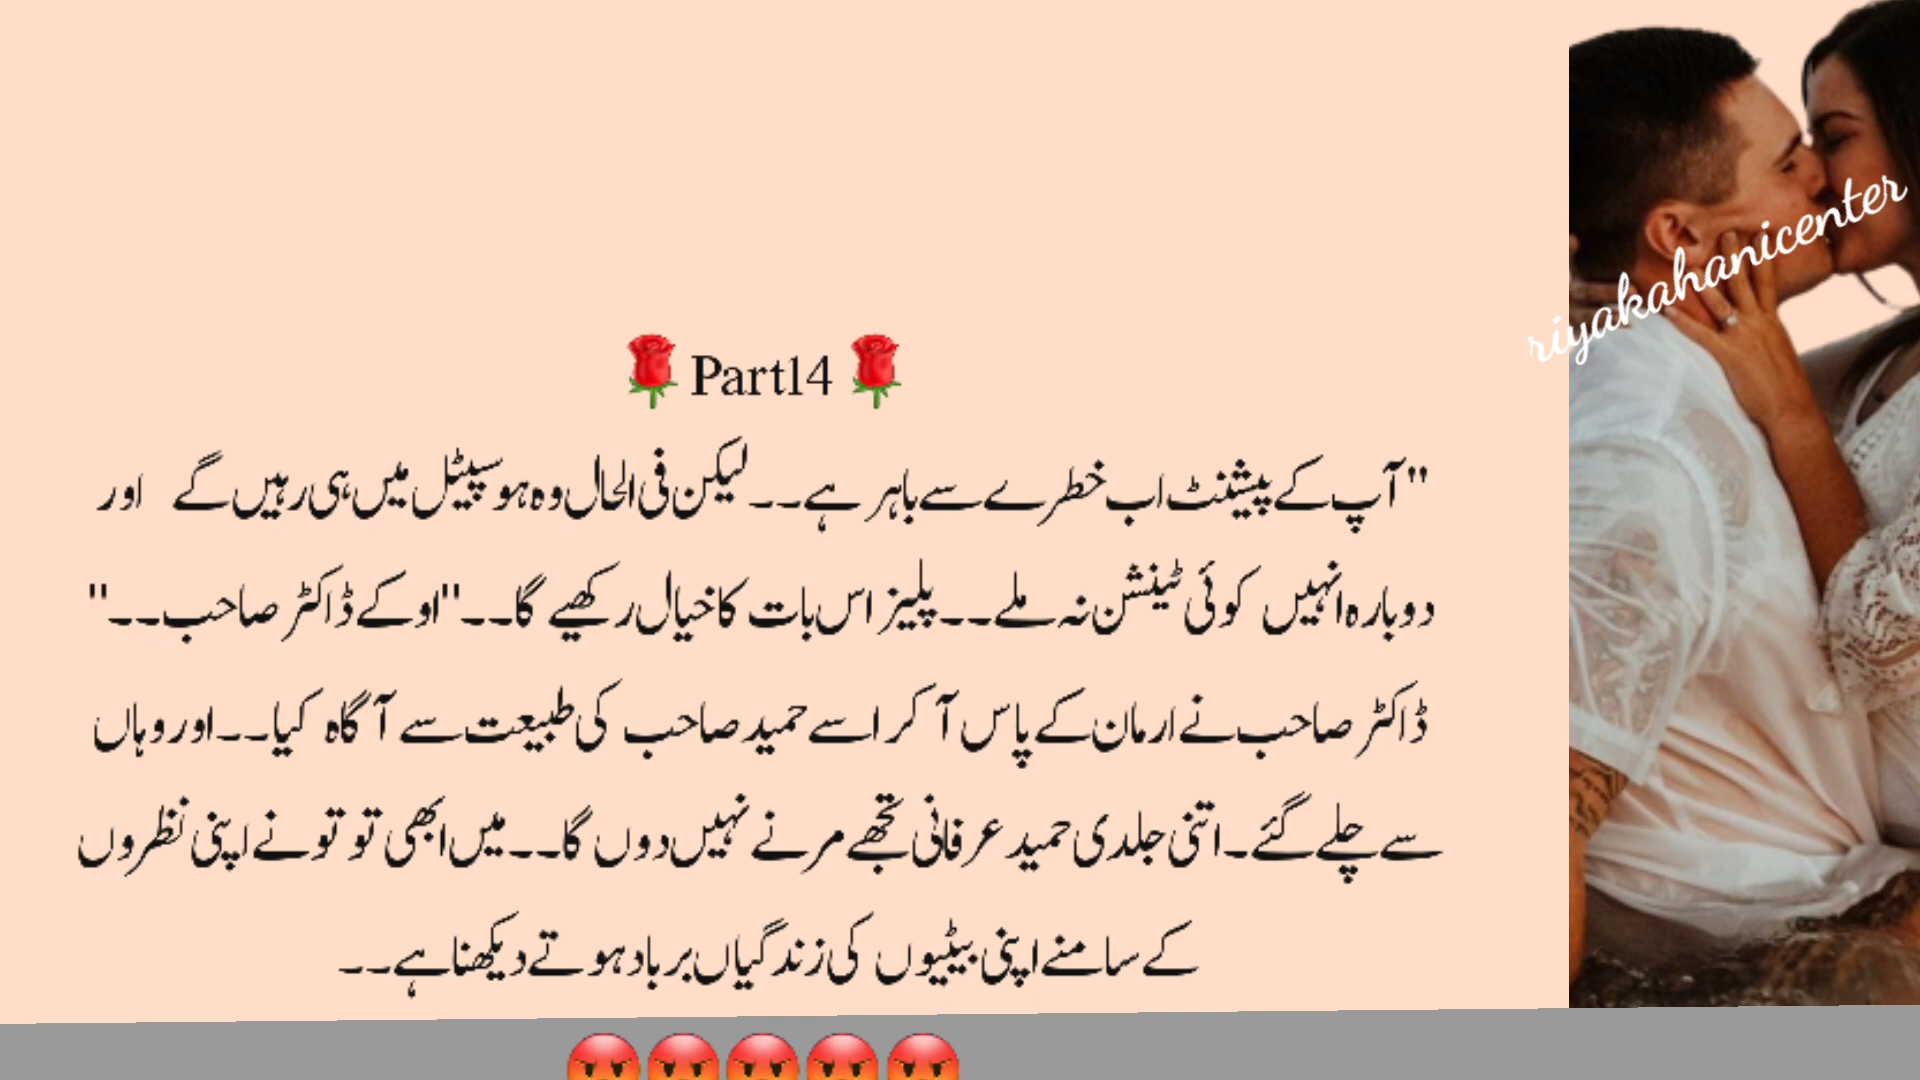 🌹Part14🌹
"آپ کے پیشنٹ اب خطرے سے باہر ہے۔۔لیکن فی الحال وہ ہوسپیٹل میں ہی رہیں گے اور
دوبارہ انہیں کوئی ٹینشن نہ ملے۔۔پلیز اس بات کا خیال رکھیے گا۔۔"اوکے ڈاکٹر صاحب۔۔"
ڈاکٹر صاحب نے ارمان کے پاس آ کر اسے حمید صاحب کی طبیعت سے آگاہ کیا۔۔اور وہاں
سے چلے گئے۔اتنی جلدی حمید عرفانی تجھے مرنے نہیں دوں گا۔۔میں ابھی تو تو نے اپنی نظروں
کے سامنے اپنی بیٹیوں کی زندگیاں برباد ہوتے دیکھنا ہے۔۔
😡😡😡😡😡
riyakahanicenter